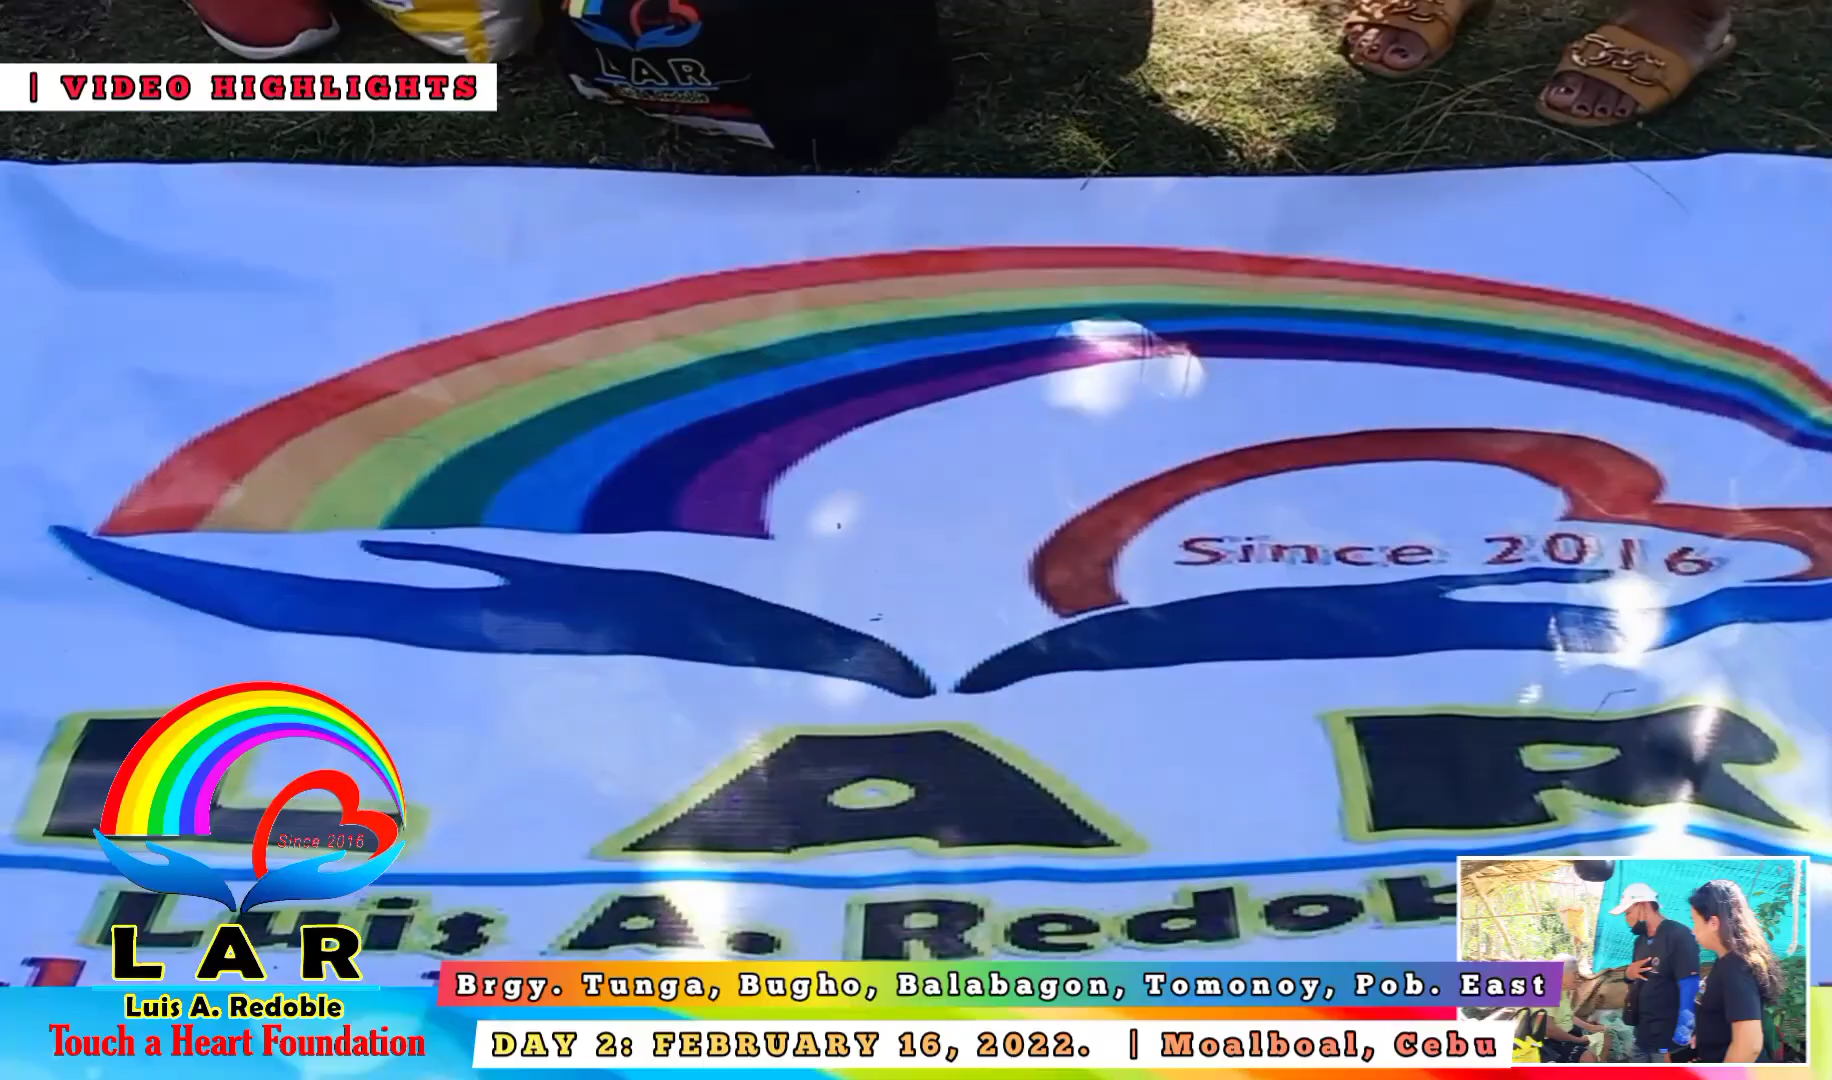 LAR
| VIDEO HIGHLIGHTS
Since 2016
L A R
Luis A. Redob
Since 2016
LAR
Luis A. Redoble
Touch a Heart Foundation
Brgy. Tunga, Bugho, Balabagon, Tomonoy, Pob. East
DAY 2: FEBRUARY 16, 2022. | Moalboal, Cebu